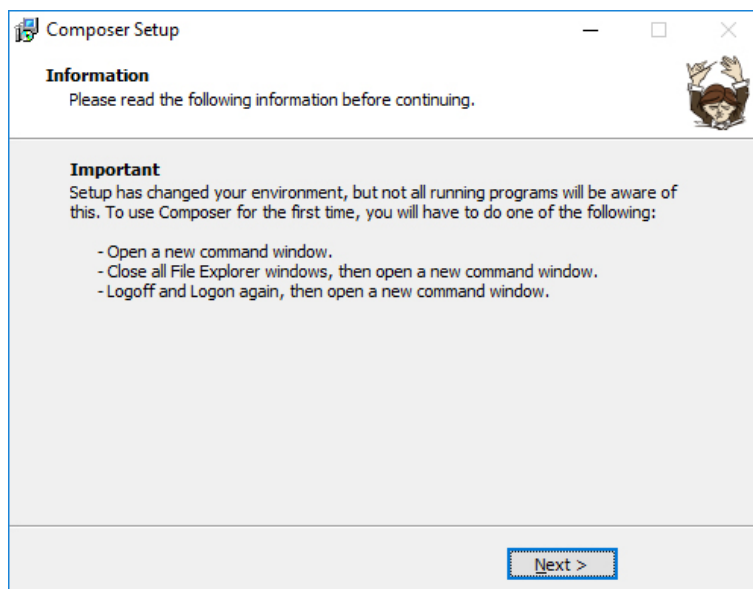 Composer Setup
Information
Please read the following information before continuing.
Important
Setup has changed your environment, but not all running programs will be aware of
this. To use Composer for the first time, you will have to do one of the following:
- Open a new command window.
- Close all File Explorer windows, then open a new command window.
- Logoff and Logon again, then open a new command window.
Next >